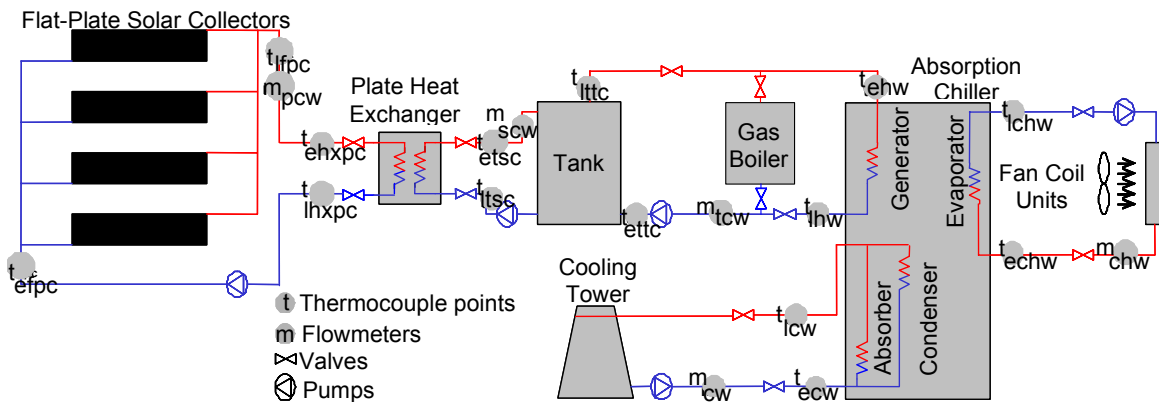 Flat-Plate Solar Collectors
t lfpc
m pcw
Plate Heat
Exchanger
t ehxpc
t lhxpc
m scw
t etsc
t ltsc
t lttc
Tank
t ettc
Gas
Boiler
m tcw
t lhw
t ehw
Absorption
Chiller
Generator
Evaporator
t lchw
Fan Coil
Units
t echw
m chw
t efpc
Cooling
Tower
t lcw
m cw
t ecw
Absorber
Condenser
t Thermocouple points
m Flowmeters
Valves
Pumps